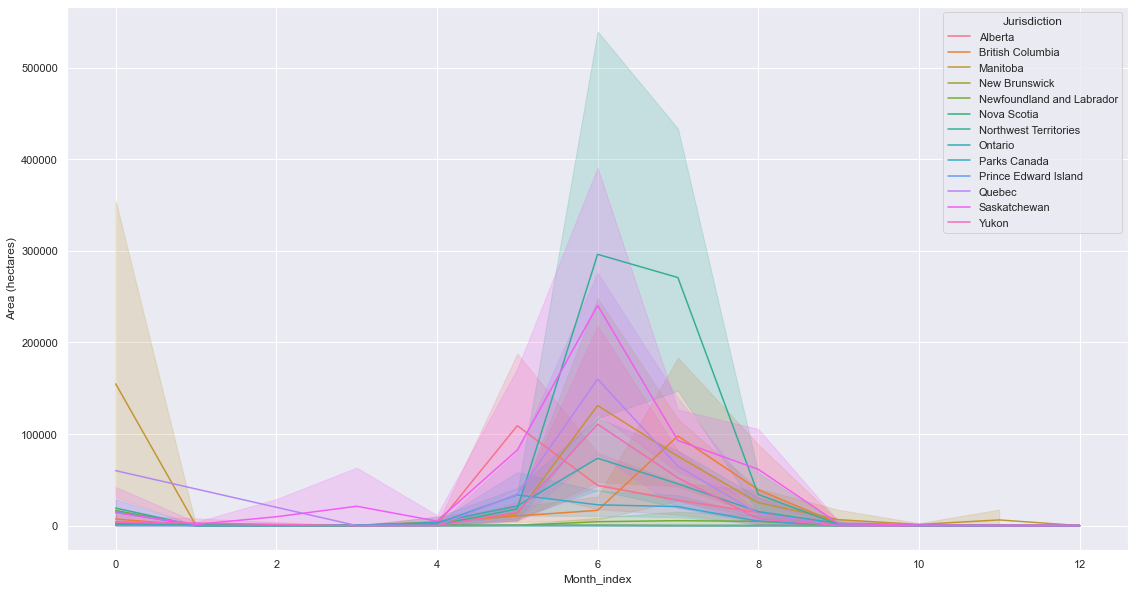 Jurisdiction
Alberta
British Columbia
Manitoba
New Brunswick
Newfoundland and Labrador
Nova Scotia
Northwest Territories
Ontario
Parks Canada
Prince Edward Island
Quebec
Saskatchewan
Yukon
Area (hectares)
500000
400000
300000
200000
100000
0
0 2 4 6 8 10 12
Month_index